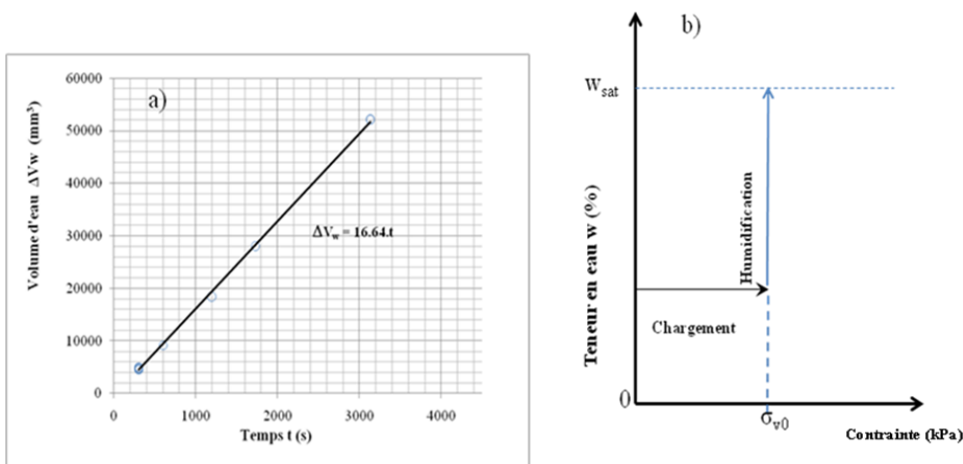 a)
Volume d'eau ΔVw (mm³)
60000
50000
40000
30000
20000
10000
0
ΔVw = 16.64.t
0 1000 2000 3000 4000
Temps t (s)
b)
Teneur en eau w (%)
Wsat
Humidification
Chargement
0
σv0
Contrainte (kPa)